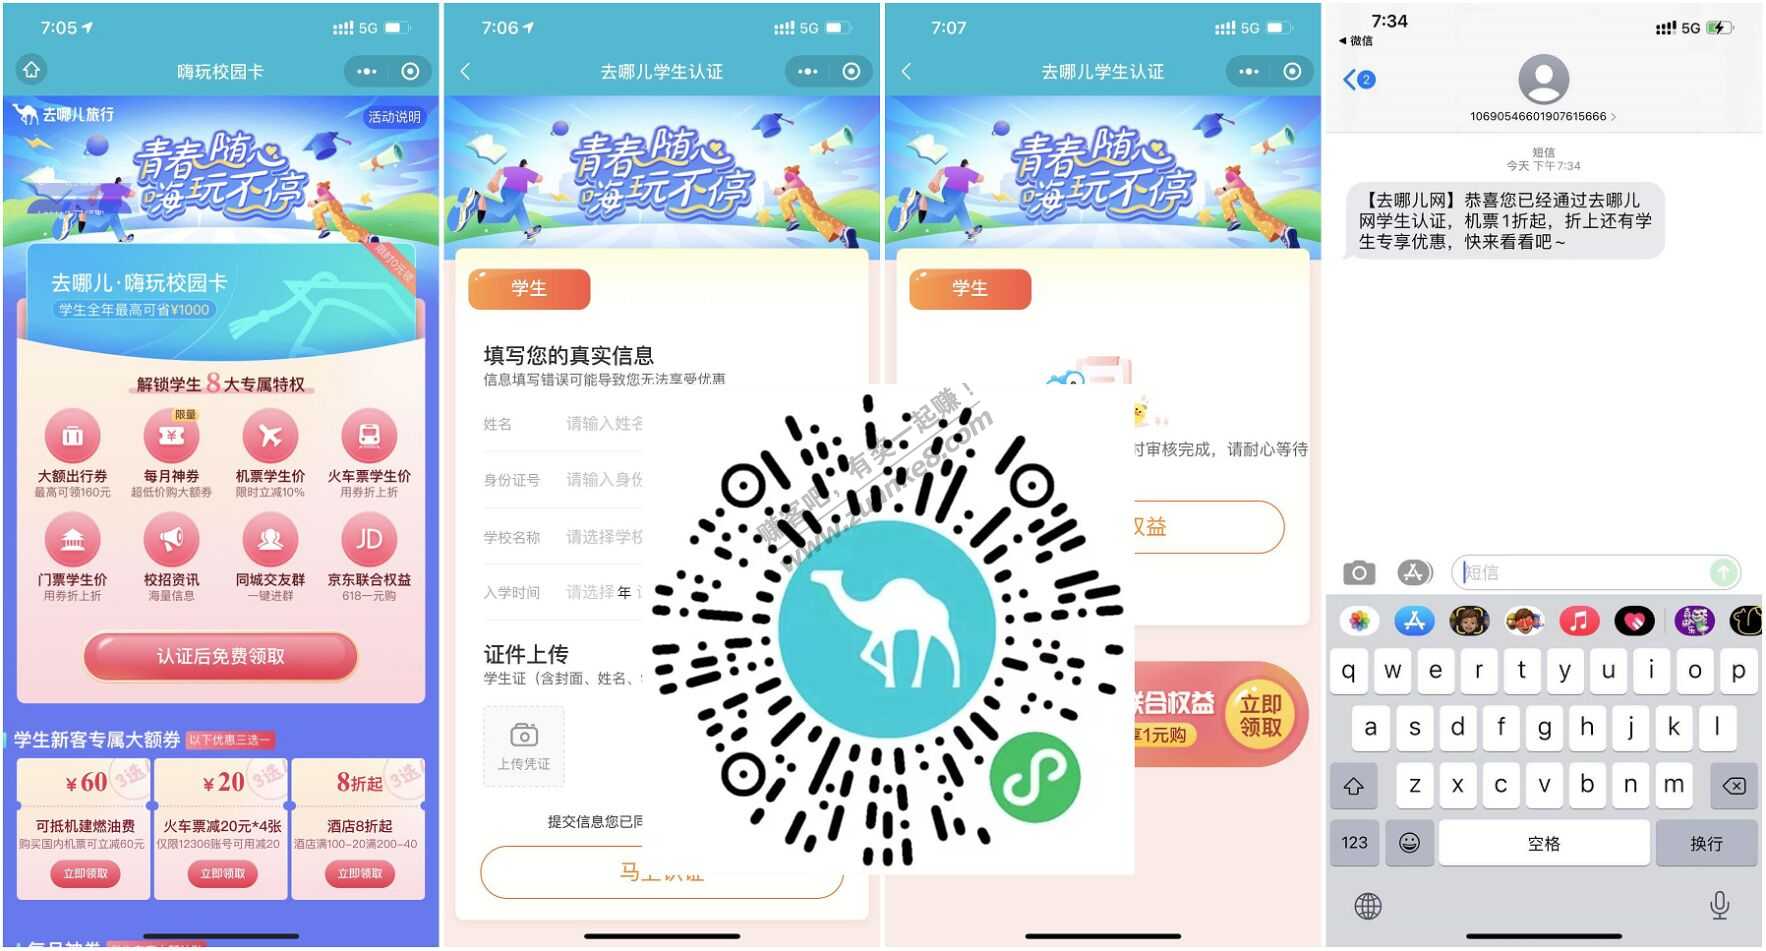 7:05
5G
嗨玩校园卡
去哪儿旅行
活动说明
青春随心
嗨玩不停
限时0元领
去哪儿·嗨玩校园卡
学生全年最高可省¥1000
解锁学生8大专属特权
限量
大额出行券
每月神券
机票学生价
火车票学生价
最高可领160元
超低价购大额券
限时立减10%
用券折上折
JD
门票学生价
校招资讯
同城交友群
京东联合权益
用券折上折
海量信息
一键进群
618一元购
认证后免费领取
学生新客专属大额券
以下优惠三选一
¥60
3选1
¥20
3选1
8折起
3选1
可抵机建燃油费
火车票减20元*4张
酒店8折起
购买国内机票可立减60元
仅限12306账号可用减20
酒店满100-20满200-40
立即领取
立即领取
立即领取
每月神券
7:06
5G
去哪儿学生认证
青春随心
嗨玩不停
学生
填写您的真实信息
信息填写错误可能导致您无法享受优惠
姓名
请输入姓名
身份证号
请输入身份
学校名称
请选择学校
入学时间
请选择 年
证件上传
学生证（含封面、姓名、
上传凭证
提交信息您已同
马上认证
赚客吧，有奖一起赚！
www.zuanke8.com
7:07
5G
去哪儿学生认证
青春随心
嗨玩不停
学生
时审核完成，请耐心等待
权益
联合权益
享1元购
立即
领取
7:34
5G
微信
2
10690546601907615666
短信
今天 下午7:34
【去哪儿网】恭喜您已经通过去哪儿
网学生认证，机票1折起，折上还有学
生专享优惠，快来看看吧~
短信
q w e r t y u i o p
a s d f g h j k l
z x c v b n m
123
空格
换行